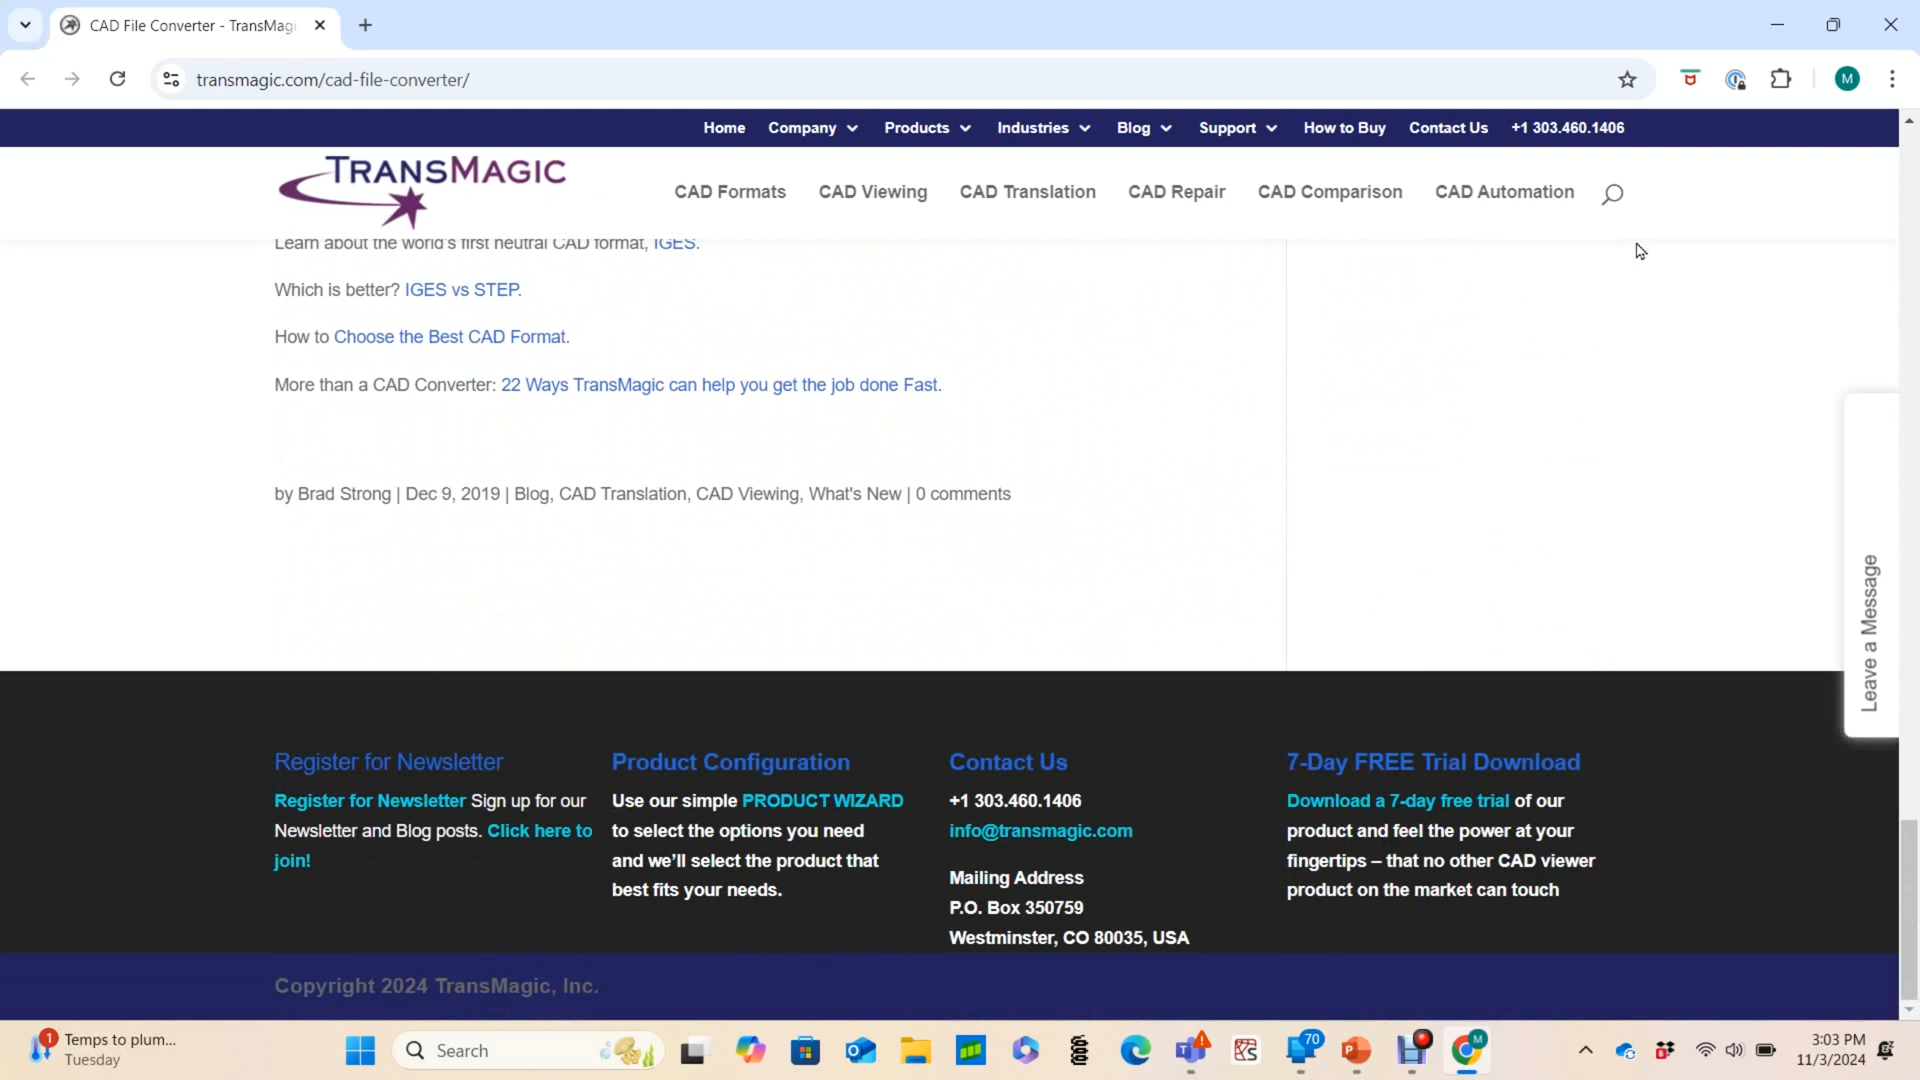 CAD File Converter - TransMagi
transmagic.com/cad-file-converter/
M
Home Company Products Industries Blog Support How to Buy Contact Us +1 303.460.1406
TRANSMAGIC
CAD Formats CAD Viewing CAD Translation CAD Repair CAD Comparison CAD Automation
Learn about the world's first neutral CAD format, IGES.
Which is better? IGES vs STEP.
How to Choose the Best CAD Format.
More than a CAD Converter: 22 Ways TransMagic can help you get the job done Fast.
by Brad Strong | Dec 9, 2019 | Blog, CAD Translation, CAD Viewing, What's New | 0 comments
Leave a Message
Register for Newsletter
Register for Newsletter Sign up for our
Newsletter and Blog posts. Click here to
join!
Product Configuration
Use our simple PRODUCT WIZARD
to select the options you need
and we'll select the product that
best fits your needs.
Contact Us
+1 303.460.1406
info@transmagic.com
Mailing Address
P.O. Box 350759
Westminster, CO 80035, USA
7-Day FREE Trial Download
Download a 7-day free trial of our
product and feel the power at your
fingertips – that no other CAD viewer
product on the market can touch
Copyright 2024 TransMagic, Inc.
1
Temps to plum...
Tuesday
Search
70
M
3:03 PM
11/3/2024